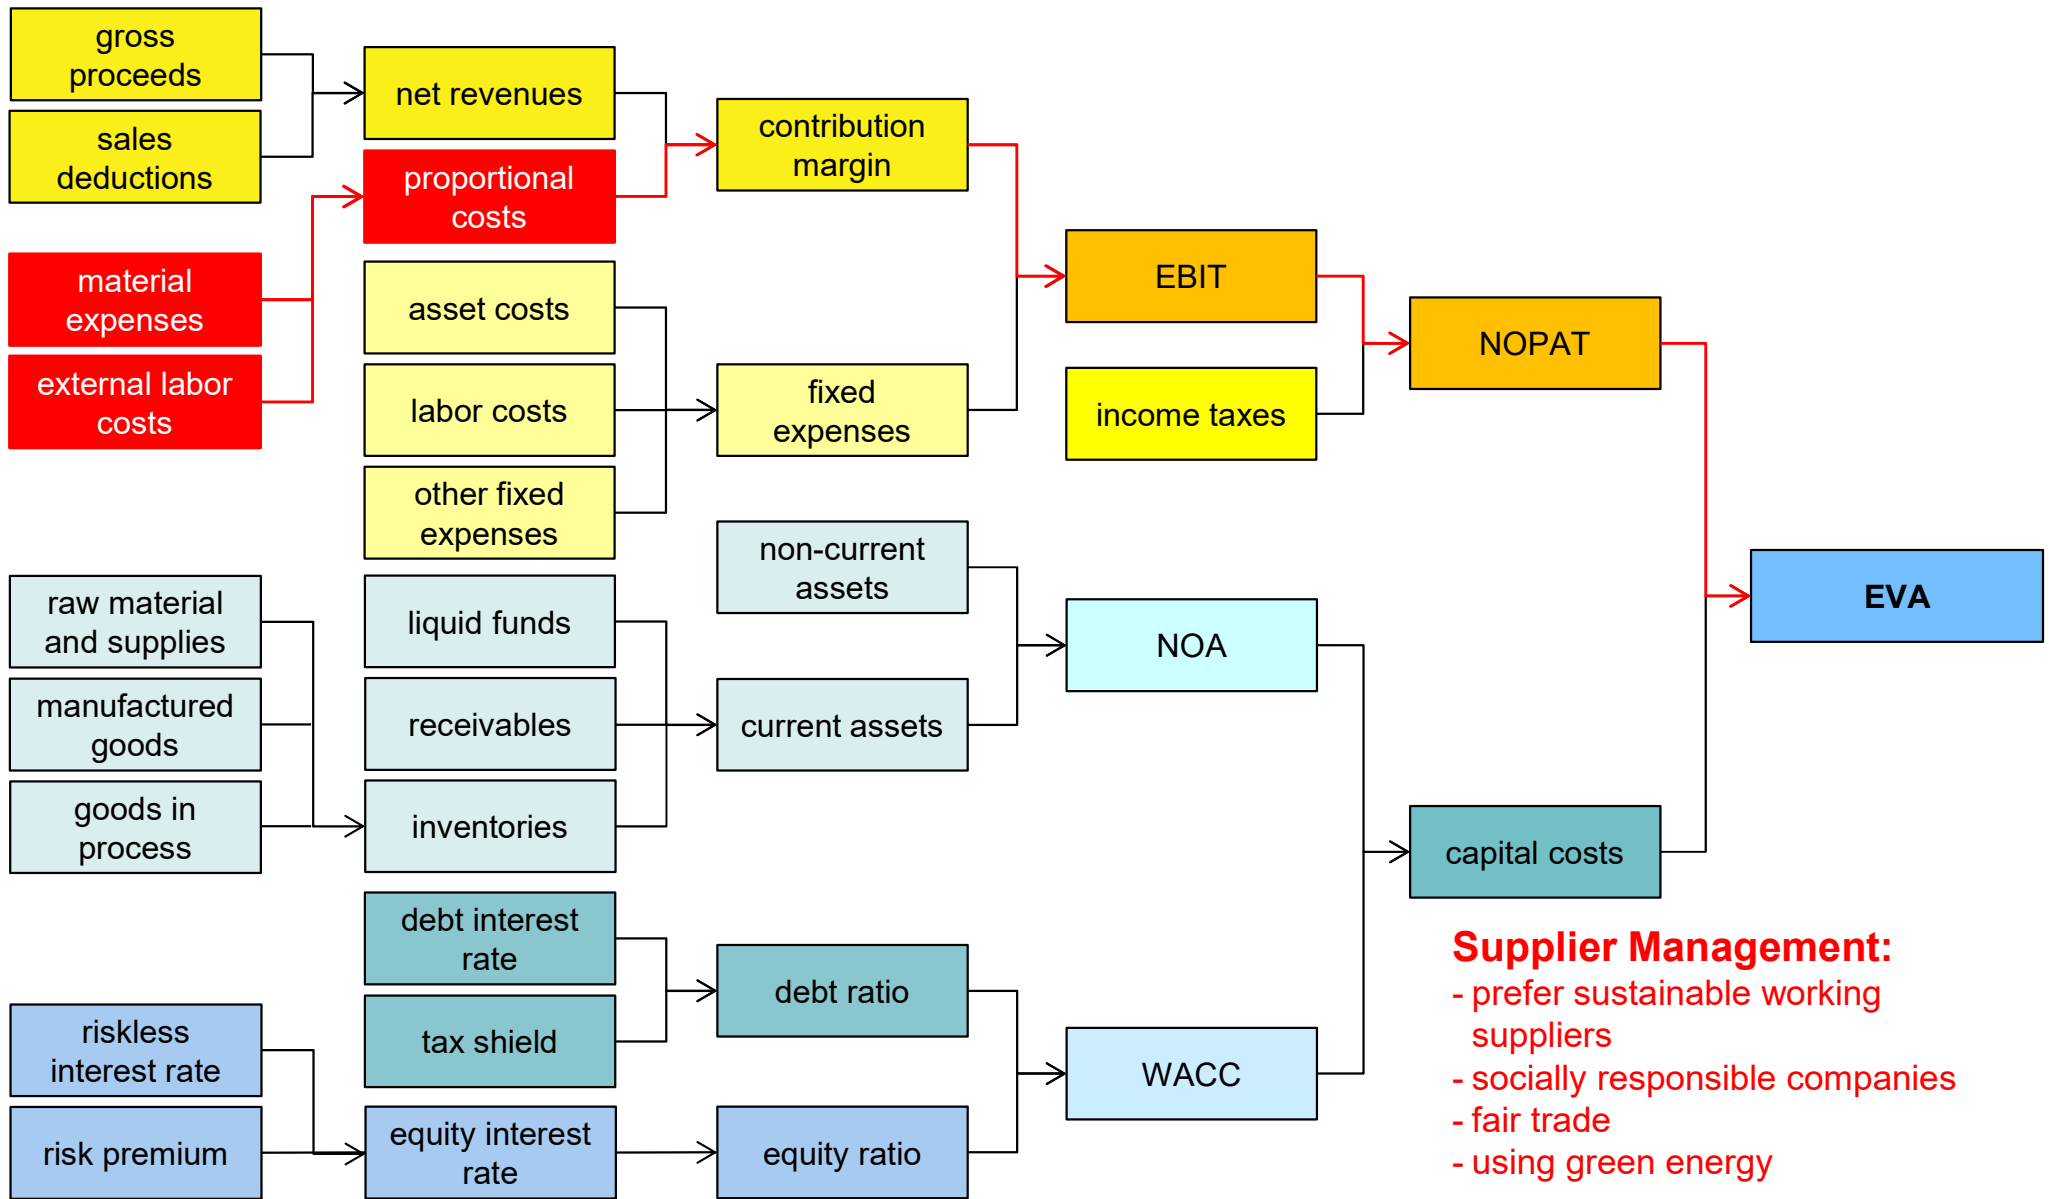 gross
proceeds
sales
deductions
material
expenses
external labor
costs
raw material
and supplies
manufactured
goods
goods in
process
riskless
interest rate
risk premium
net revenues
proportional
costs
asset costs
labor costs
other fixed
expenses
liquid funds
receivables
inventories
debt interest
rate
tax shield
equity interest
rate
contribution
margin
fixed
expenses
non-current
assets
current assets
debt ratio
equity ratio
EBIT
income taxes
NOA
WACC
NOPAT
capital costs
EVA
Supplier Management:
- prefer sustainable working
suppliers
- socially responsible companies
- fair trade
- using green energy